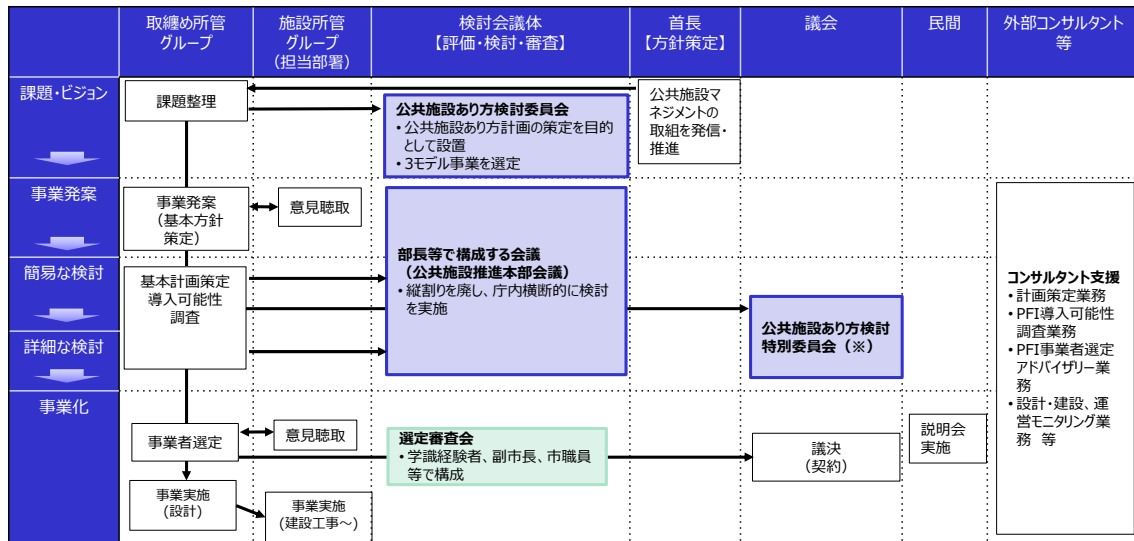 取纏め所管
グループ
施設所管
グループ
(担当部署)
検討会議体
【評価・検討・審査】
首長
【方針策定】
議会
民間
外部コンサルタント
等
課題・ビジョン
課題整理
公共施設あり方検討委員会
・公共施設あり方計画の策定を目的
として設置
・3モデル事業を選定
公共施設マ
ネジメントの
取組を発信・
推進
事業発案
事業発案
(基本方針
策定)
意見聴取
部長等で構成する会議
(公共施設推進本部会議)
・縦割りを廃し、庁内横断的に検討
を実施
簡易な検討
基本計画策定
導入可能性
調査
公共施設あり方検討
特別委員会(※)
コンサルタント支援
・計画策定業務
・PFI導入可能性
調査業務
・PFI事業者選定
アドバイザリー業
務
・設計・建設、運
営モニタリング業
務 等
詳細な検討
事業化
事業者選定
意見聴取
選定審査会
・学識経験者、副市長、市職員
等で構成
議決
(契約)
説明会
実施
事業実施
(設計)
事業実施
(建設工事～)